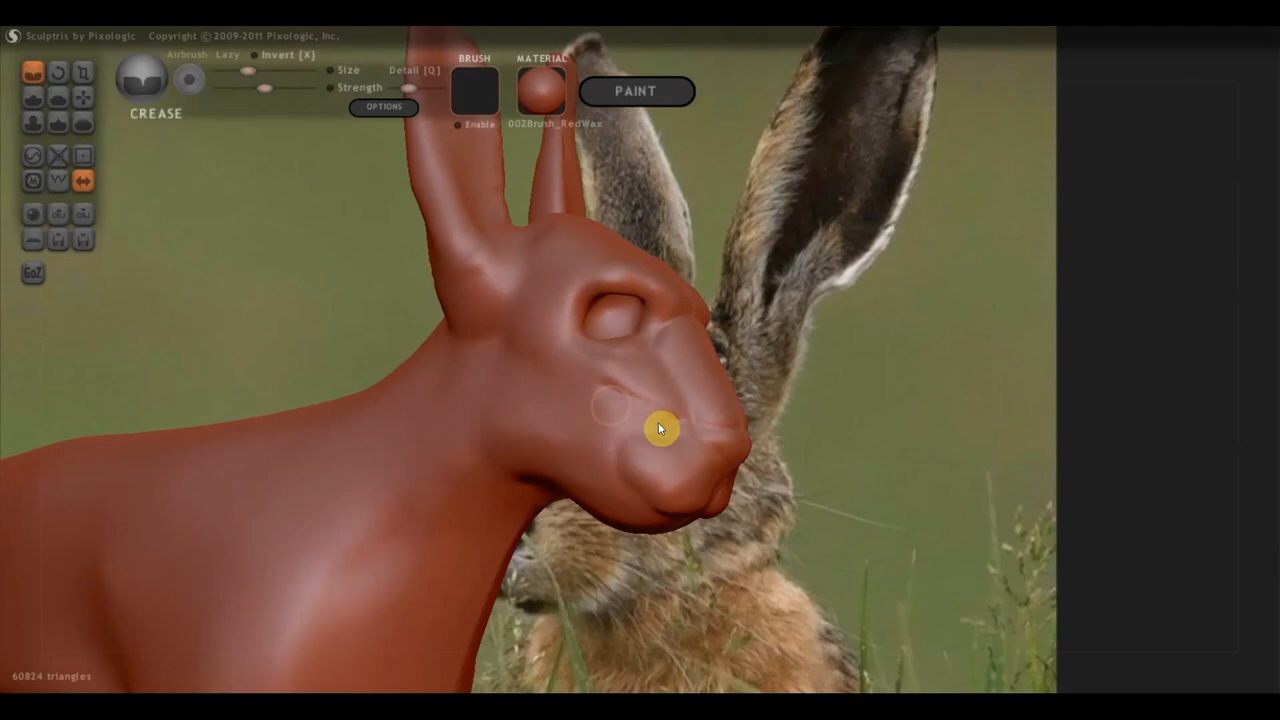 Sculptris by Pixologic Copyright © 2009-2011 Pixologic, Inc.
Airbrush Lazy Invert [X]
Size Detail [Q]
Strength
OPTIONS
CREASE
BRUSH
Enable
MATERIAL
00ZBrush_RedWax
PAINT
GoZ
60824 triangles